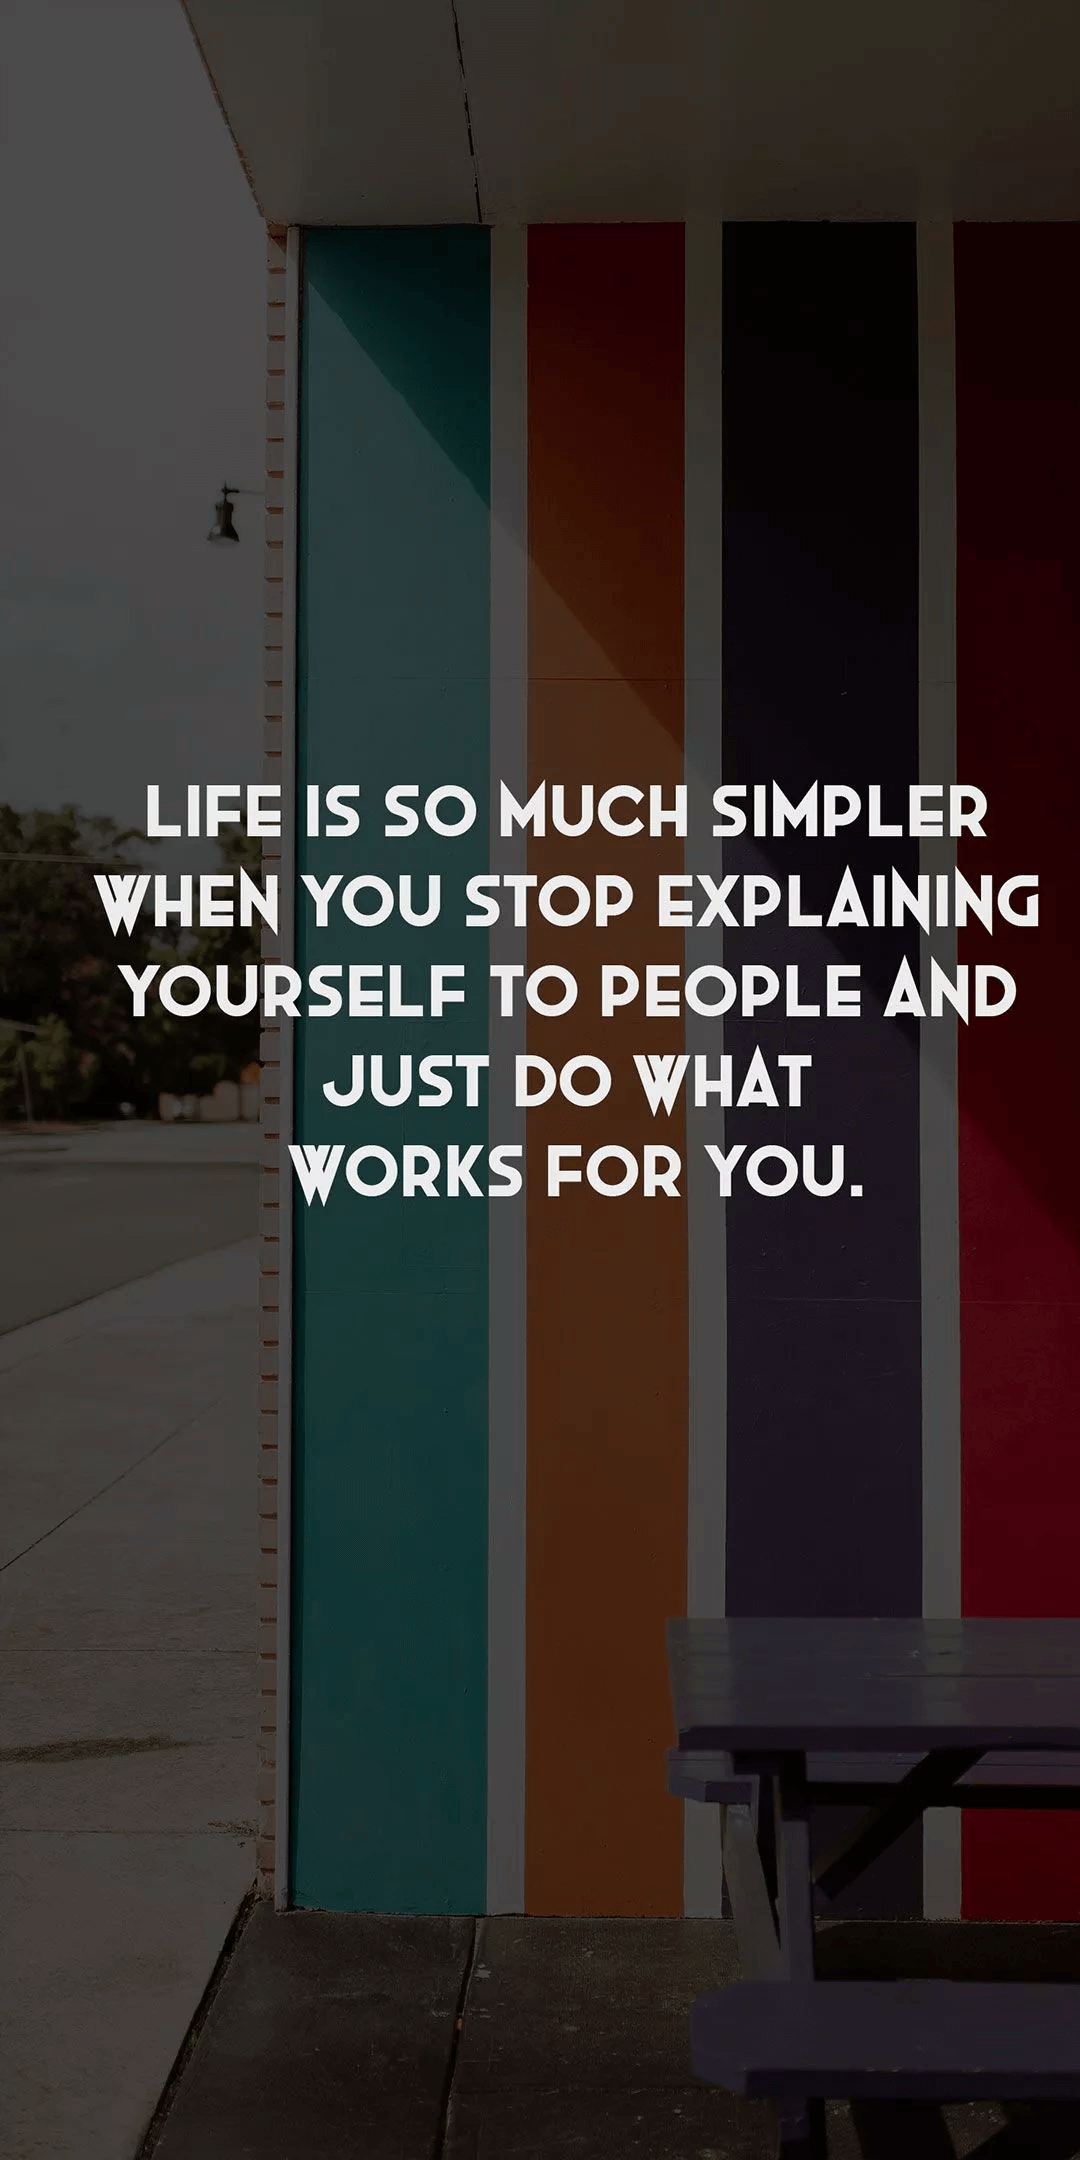 LIFE IS SO MUCH SIMPLER
WHEN YOU STOP EXPLAINING
YOURSELF TO PEOPLE AND
JUST DO WHAT
WORKS FOR YOU.